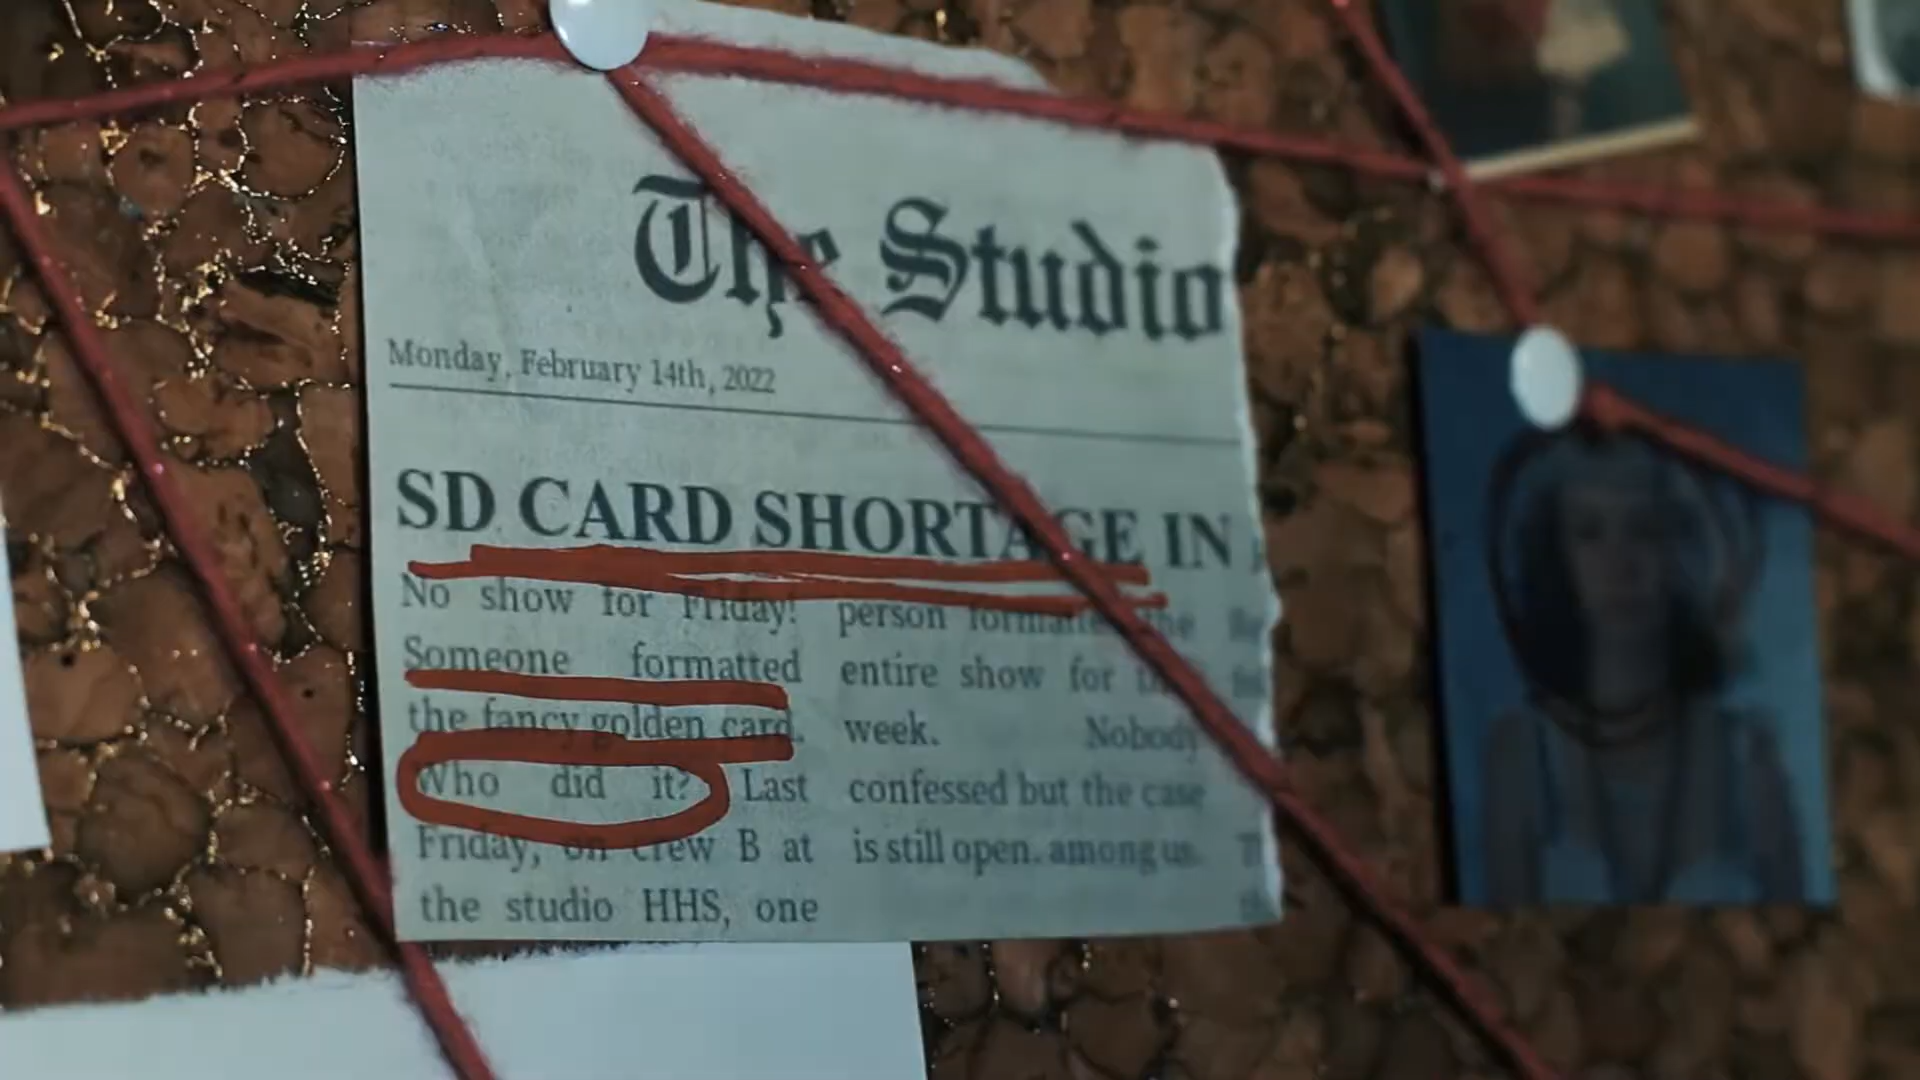 The Studio
Monday, February 14th, 2022
SD CARD SHORTAGE IN
No show for Friday!
Someone formatted
the fancy golden card.
Who did it? Last
Friday, on crew B at
the studio HHS, one
person formatted the
entire show for the
week. Nobody
confessed but the case
is still open. among us.